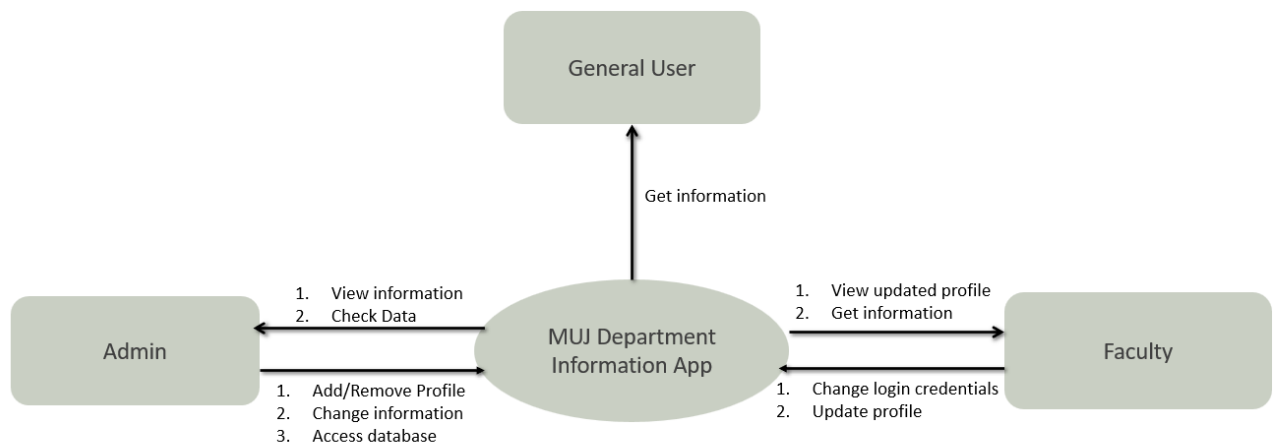 General User
Get information
1. View information
2. Check Data
Admin
1. Add/Remove Profile
2. Change information
3. Access database
MUJ Department
Information App
1. View updated profile
2. Get information
Faculty
1. Change login credentials
2. Update profile